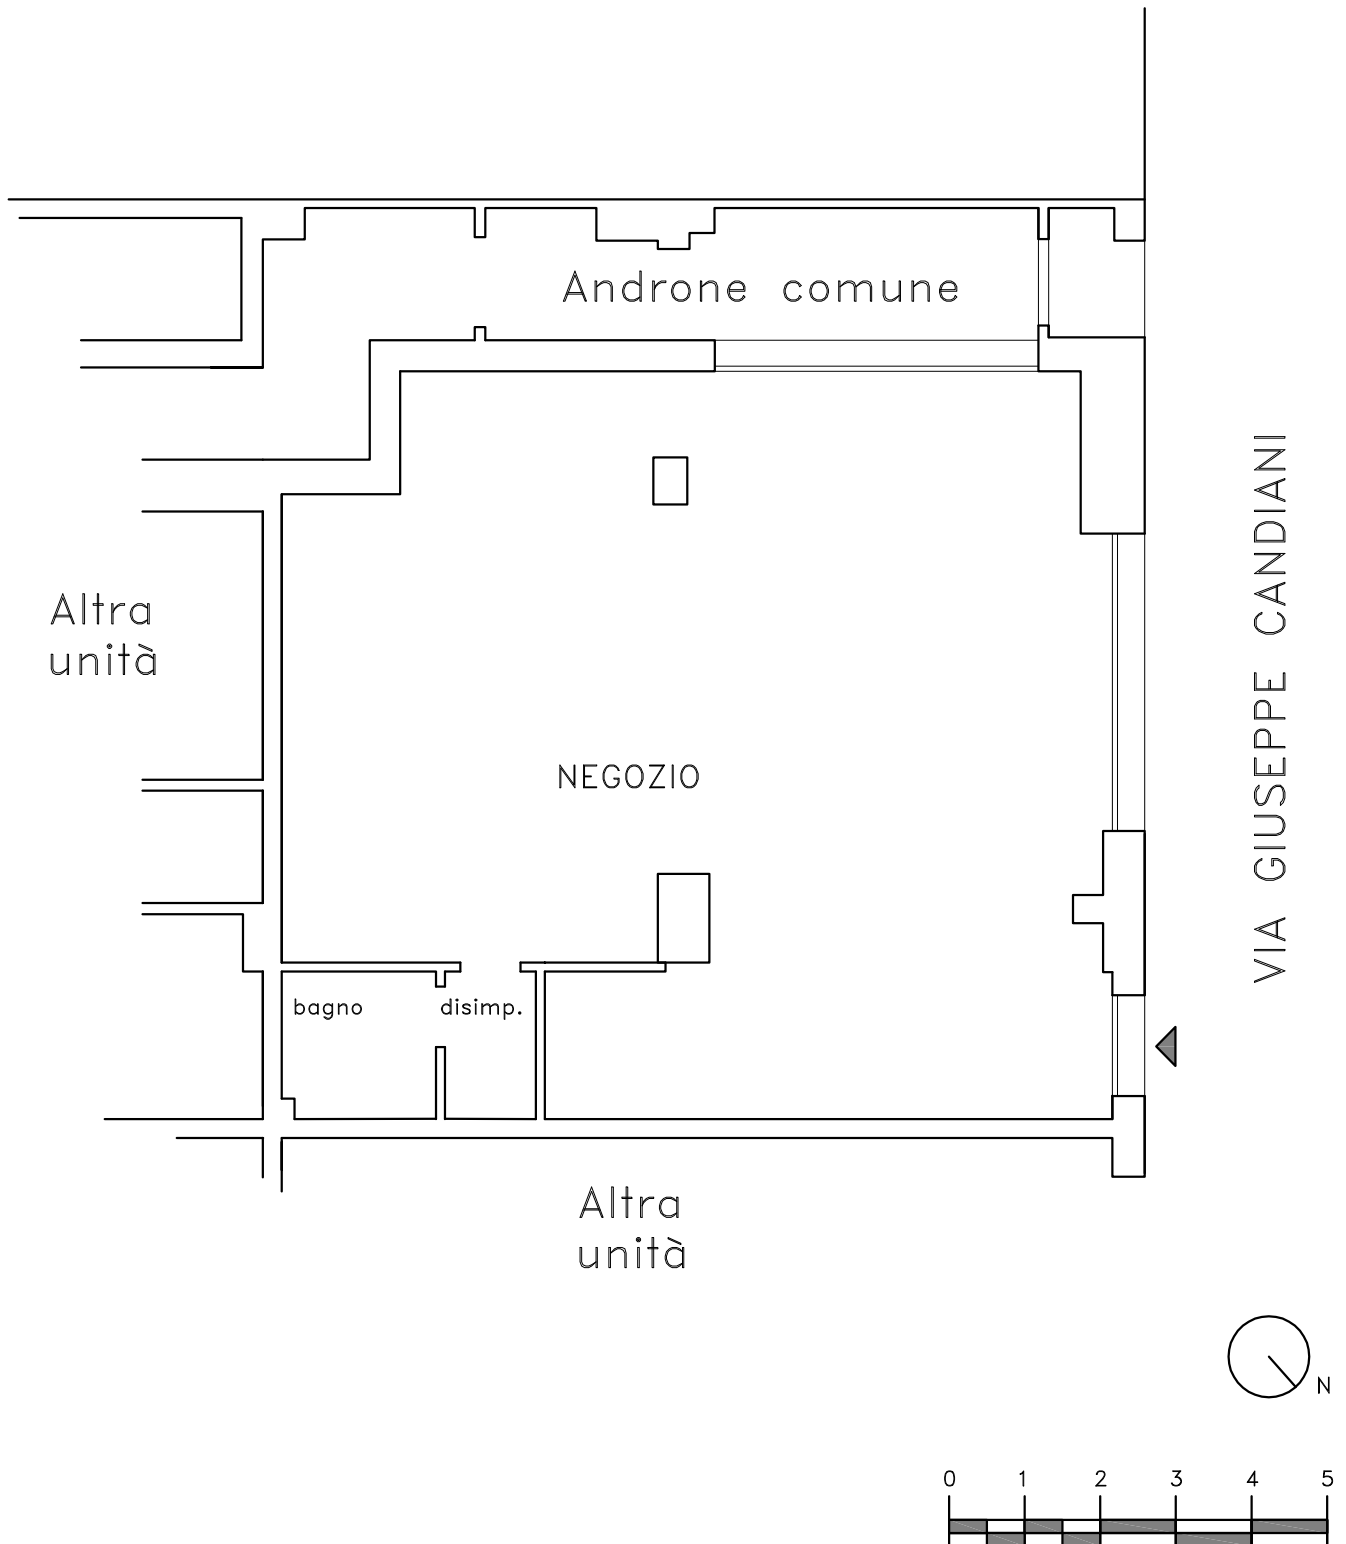 Androne comune
VIA GIUSEPPE CANDIANI
Altra
unità
NEGOZIO
bagno
disimp.
Altra
unità
N
0 1 2 3 4 5